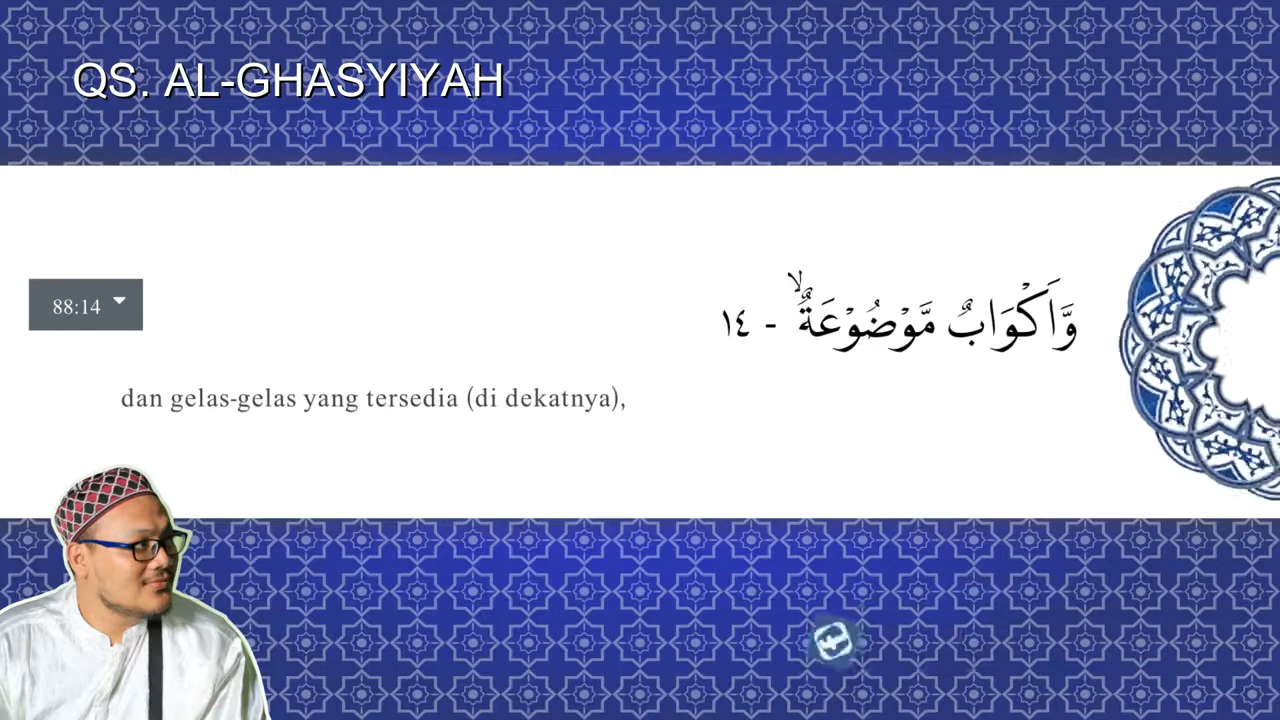 QS. AL-GHASYIYAH
88:14
وَّاَكْوَابٌ مَّوْضُوْعَةٌ ۙ - ١٤
dan gelas-gelas yang tersedia (di dekatnya),